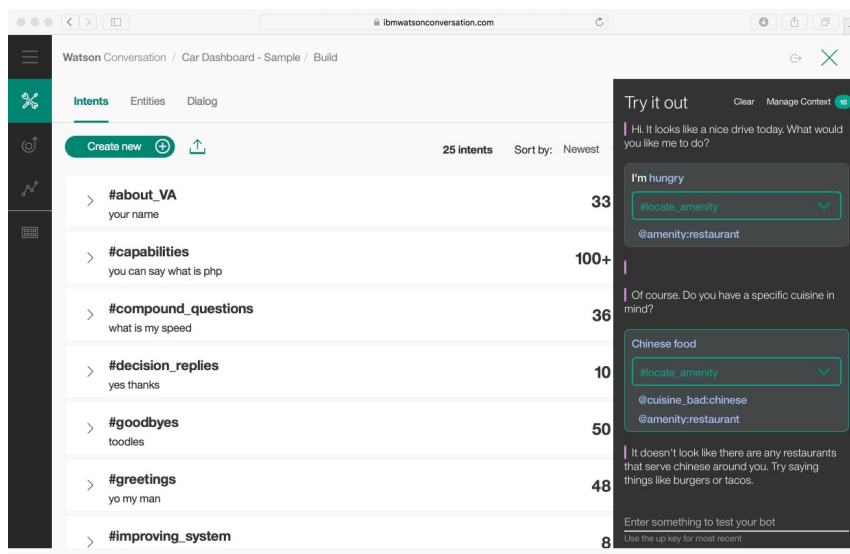 ibmwatsonconversation.com
Watson Conversation / Car Dashboard - Sample / Build
Intents Entities Dialog
Create new
25 intents Sort by: Newest
#about_VA 33
your name
#capabilities 100+
you can say what is php
#compound_questions 36
what is my speed
#decision_replies 10
yes thanks
#goodbyes 50
toodles
#greetings 48
yo my man
#improving_system 8
Try it out Clear Manage Context 10
Hi. It looks like a nice drive today. What would
you like me to do?
I'm hungry
#locate_amenity
@amenity:restaurant
Of course. Do you have a specific cuisine in
mind?
Chinese food
#locate_amenity
@cuisine_bad:chinese
@amenity:restaurant
It doesn't look like there are any restaurants
that serve chinese around you. Try saying
things like burgers or tacos.
Enter something to test your bot
Use the up key for most recent